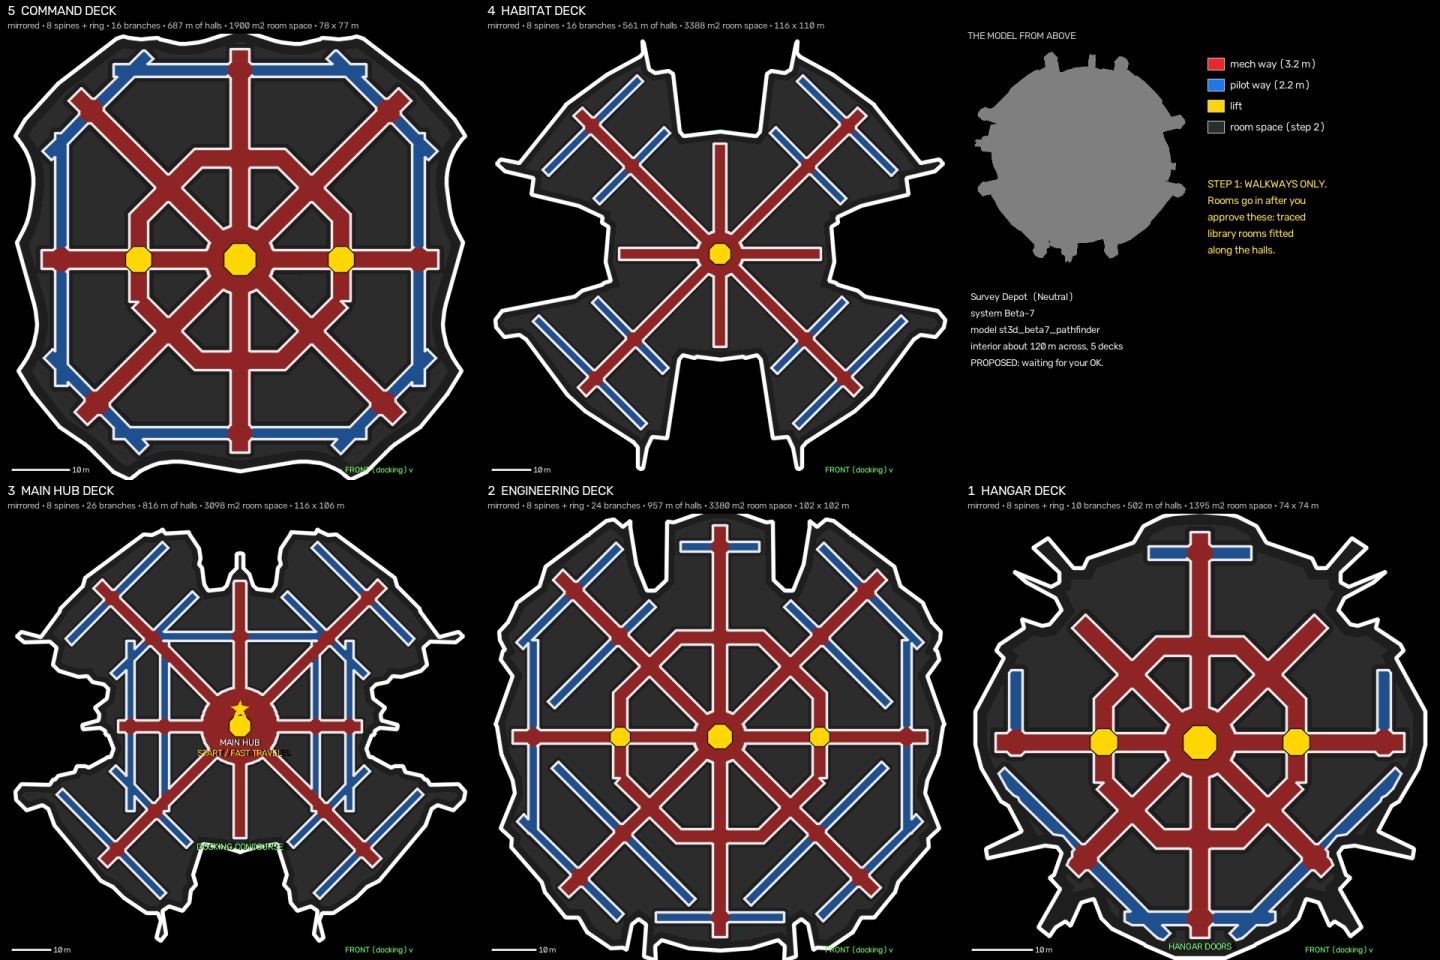 5 COMMAND DECK
mirrored • 8 spines + ring • 16 branches • 687 m of halls • 1900 m2 room space • 78 x 77 m
10 m
FRONT (docking) v
4 HABITAT DECK
mirrored • 8 spines • 16 branches • 561 m of halls • 3388 m2 room space • 116 x 110 m
10 m
FRONT (docking) v
THE MODEL FROM ABOVE
mech way (3.2 m)
pilot way (2.2 m)
lift
room space (step 2)
STEP 1: WALKWAYS ONLY.
Rooms go in after you
approve these: traced
library rooms fitted
along the halls.
Survey Depot (Neutral)
system Beta-7
model st3d_beta7_pathfinder
interior about 120 m across, 5 decks
PROPOSED: waiting for your OK.
3 MAIN HUB DECK
mirrored • 8 spines • 26 branches • 816 m of halls • 3098 m2 room space • 116 x 106 m
MAIN HUB
START / FAST TRAVEL
DOCKING CONCOURSE
10 m
FRONT (docking) v
2 ENGINEERING DECK
mirrored • 8 spines + ring • 24 branches • 957 m of halls • 3380 m2 room space • 102 x 102 m
10 m
FRONT (docking) v
1 HANGAR DECK
mirrored • 8 spines + ring • 10 branches • 502 m of halls • 1395 m2 room space • 74 x 74 m
HANGAR DOORS
10 m
FRONT (docking) v